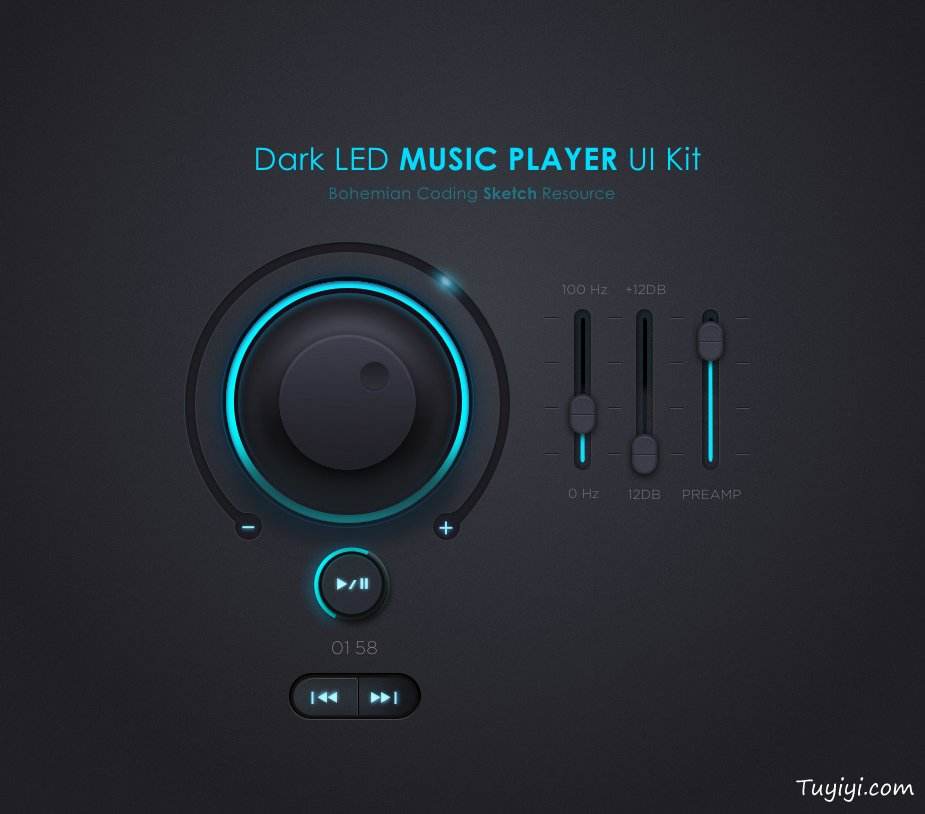 Dark LED MUSIC PLAYER UI Kit
Bohemian Coding Sketch Resource
100 Hz +12DB
0 Hz 12DB PREAMP
01 58
Tuyiyi.com